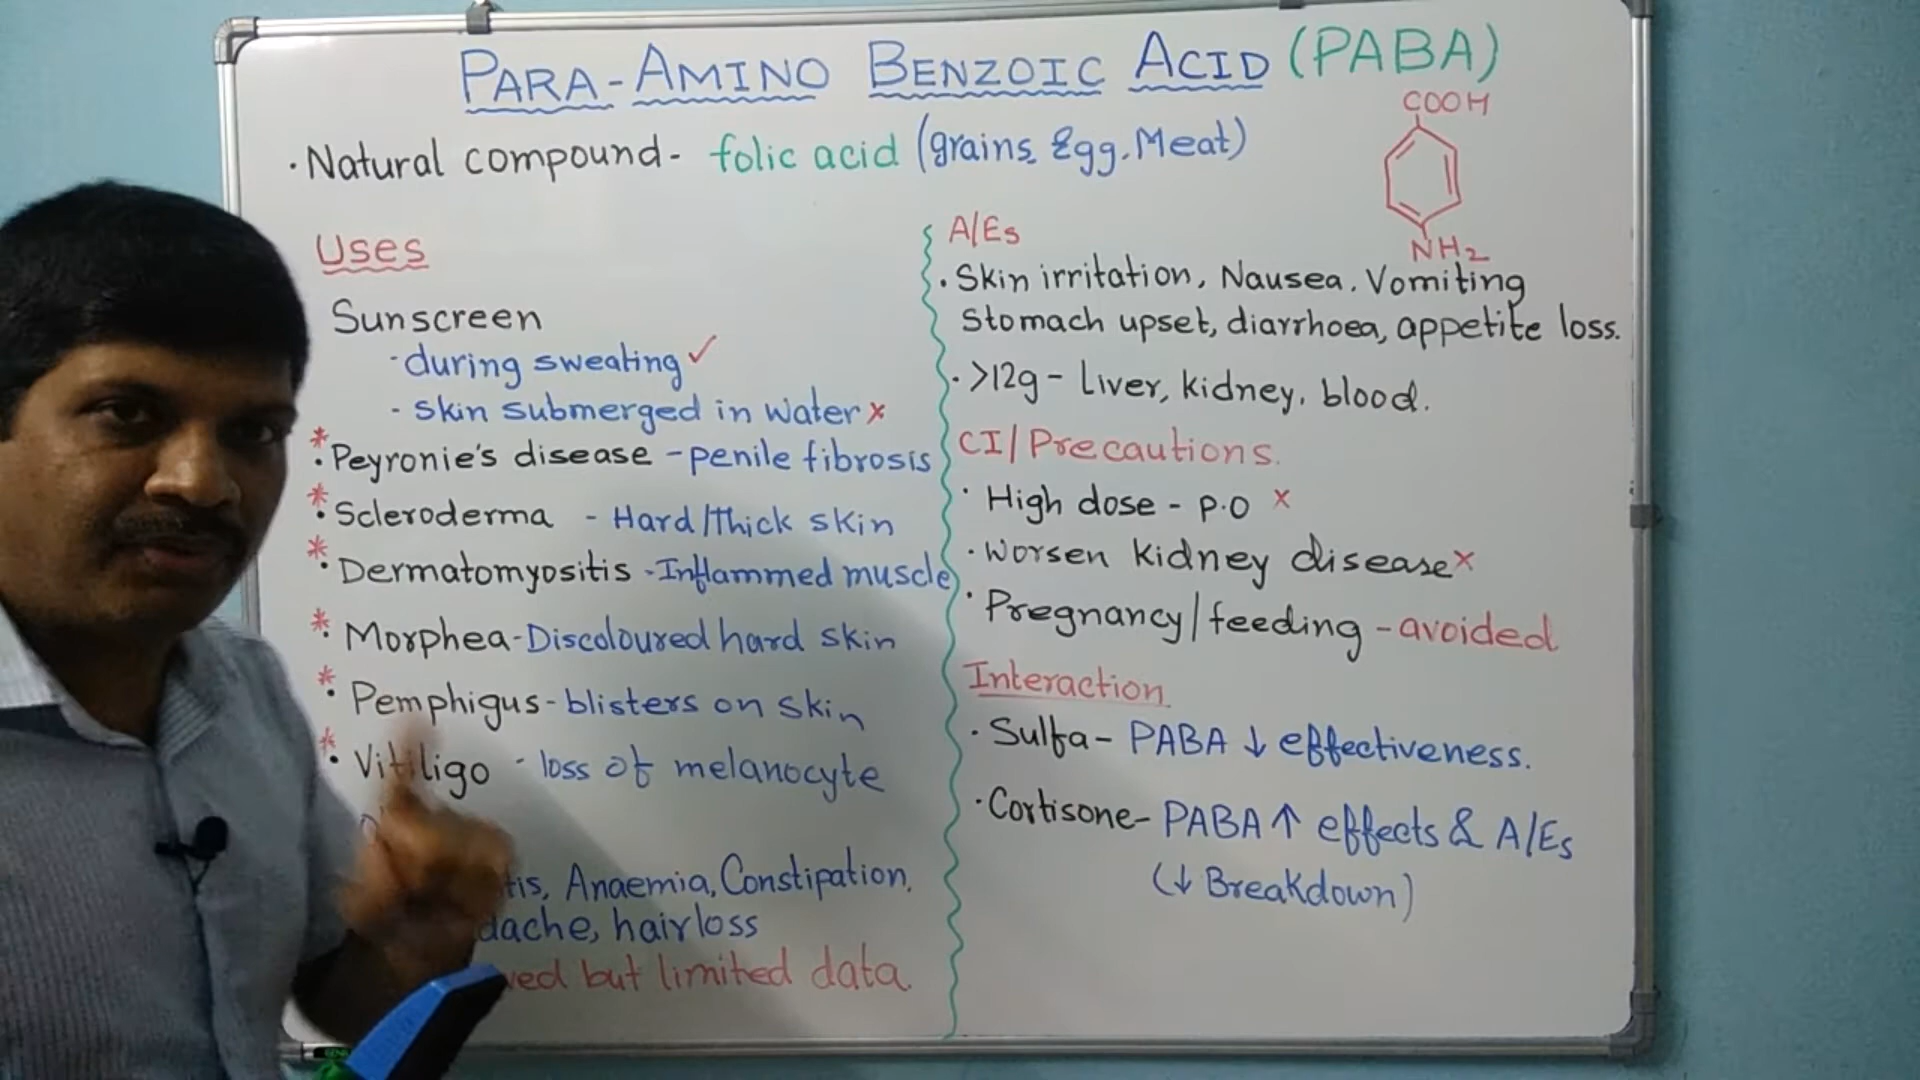 PARA-AMINO BENZOIC ACID (PABA)
COOH
NH2
· Natural compound - folic acid (grains, Egg, Meat)
Uses
Sunscreen
- during sweating ✓
- skin submerged in water x
* · Peyronie's disease - penile fibrosis
* · Scleroderma - Hard/Thick skin
* · Dermatomyositis - Inflammed muscle
* · Morphea - Discoloured hard skin
* · Pemphigus - blisters on skin
* · Vitiligo - loss of melanocyte
tis, Anaemia, Constipation,
dache, hairloss
ved but limited data.
A/Es
· Skin irritation, Nausea, Vomiting
Stomach upset, diarrhoea, appetite loss.
· >12g - Liver, kidney, blood.
CI/Precautions.
· High dose - p.o x
· Worsen kidney disease x
· Pregnancy/feeding - avoided
Interaction
· Sulfa - PABA ↓ effectiveness.
· Cortisone - PABA ↑ effects & A/Es
(↓ Breakdown)